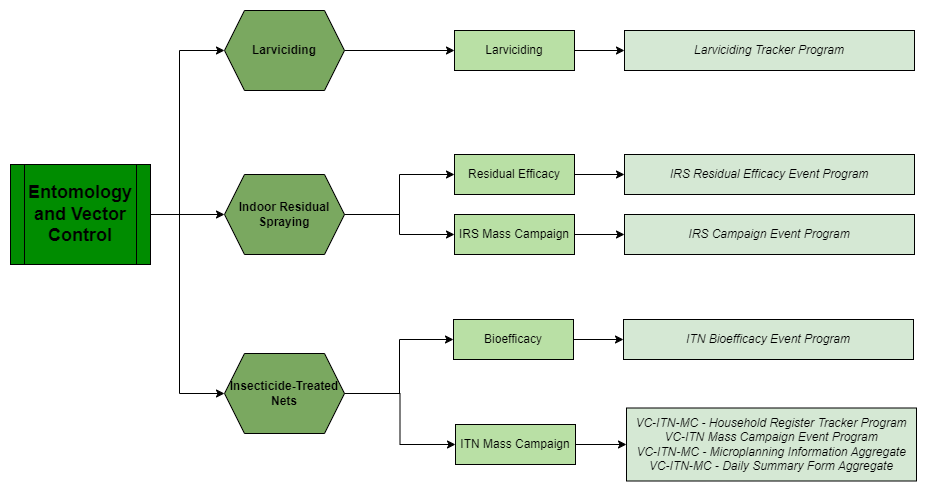 Larviciding
Larviciding
Larviciding Tracker Program
Entomology
and Vector
Control
Indoor Residual
Spraying
Residual Efficacy
IRS Residual Efficacy Event Program
IRS Mass Campaign
IRS Campaign Event Program
Insecticide-Treated
Nets
Bioefficacy
ITN Bioefficacy Event Program
ITN Mass Campaign
VC-ITN-MC - Household Register Tracker Program
VC-ITN Mass Campaign Event Program
VC-ITN-MC - Microplanning Information Aggregate
VC-ITN-MC - Daily Summary Form Aggregate